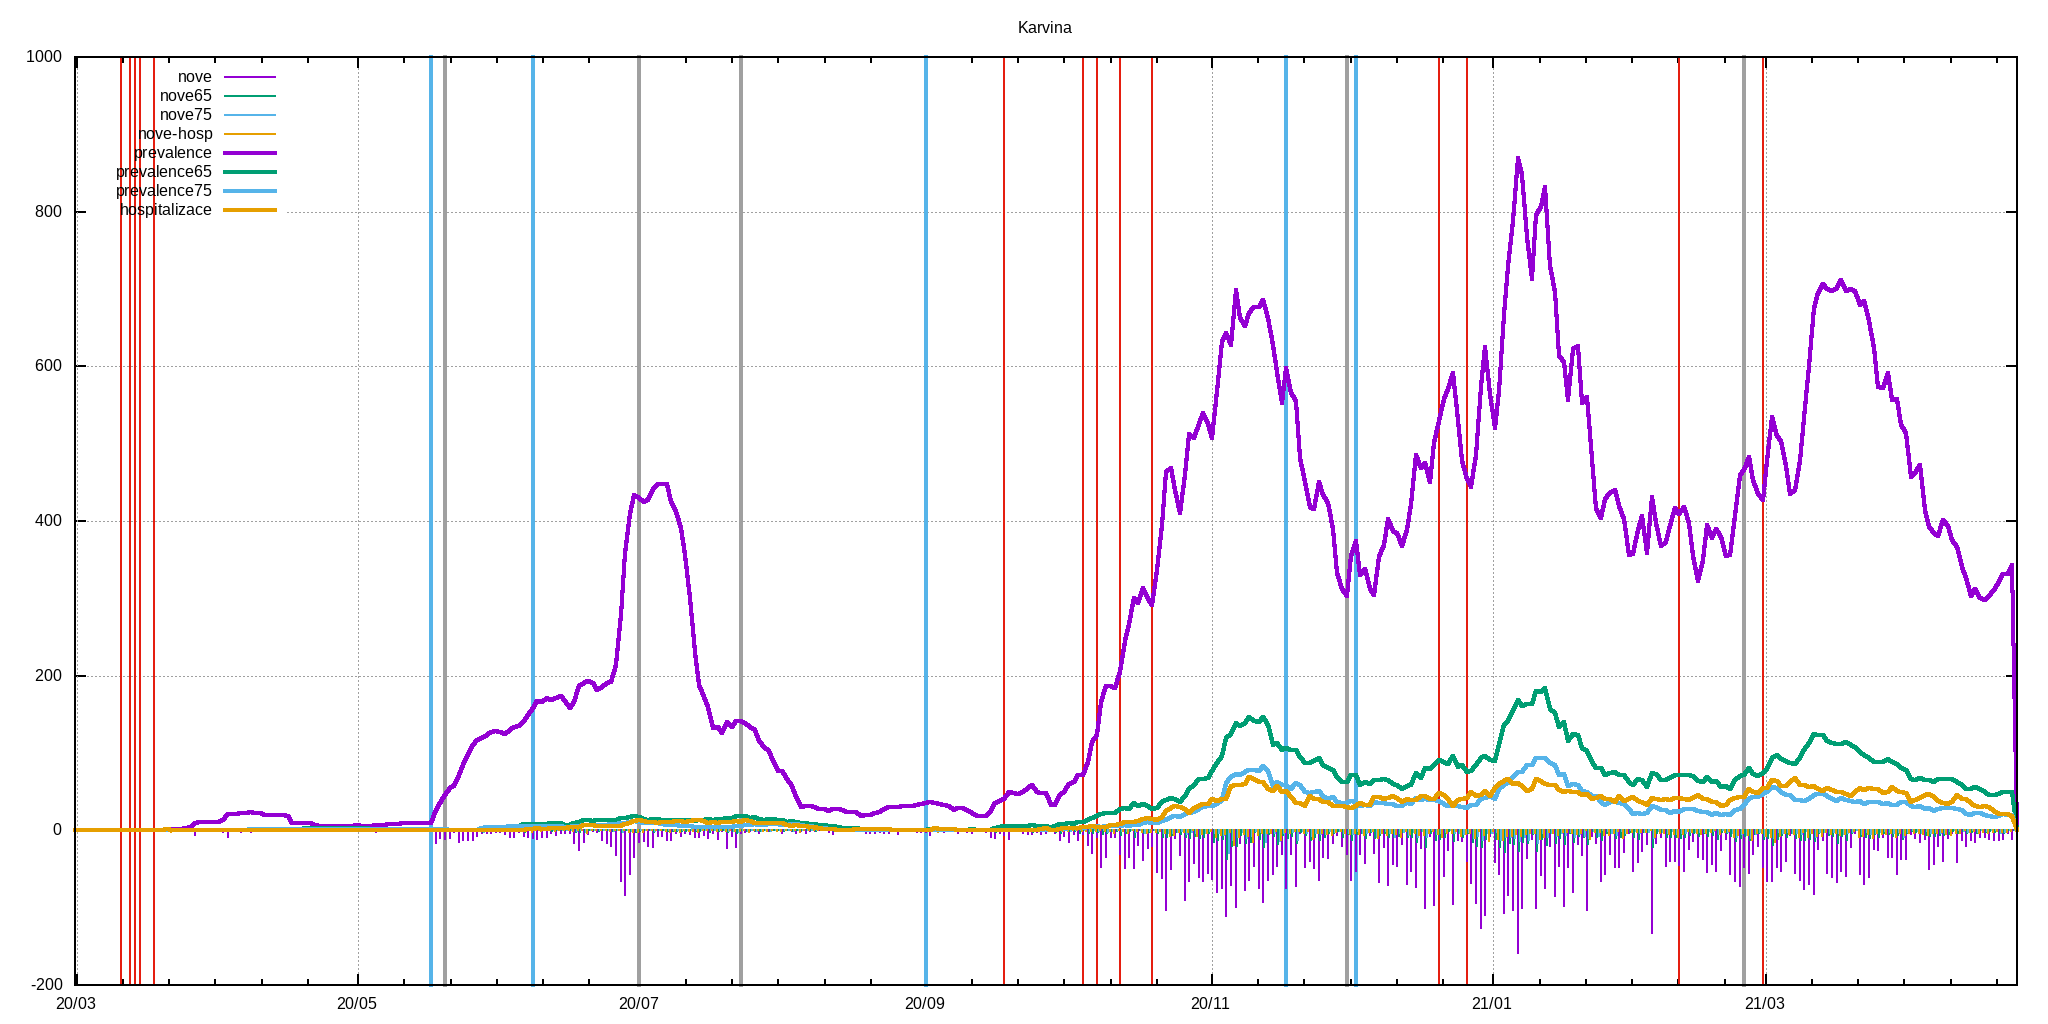 Karvina
1000
800
600
400
200
0
-200
nove
nove65
nove75
nove-hosp
prevalence
prevalence65
prevalence75
hospitalizace
20/03 20/05 20/07 20/09 20/11 21/01 21/03